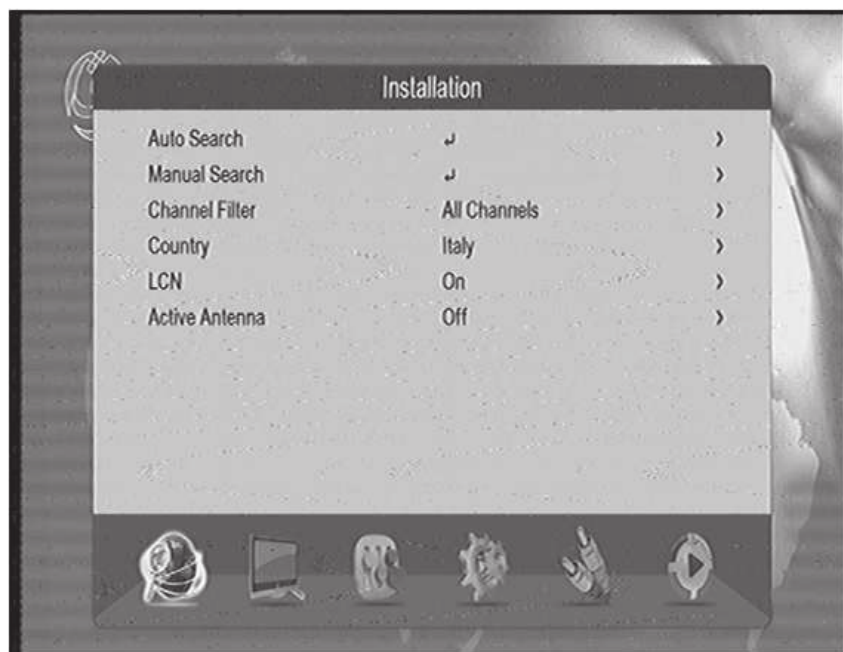 Installation
Auto Search
Manual Search
Channel Filter All Channels
Country Italy
LCN On
Active Antenna Off